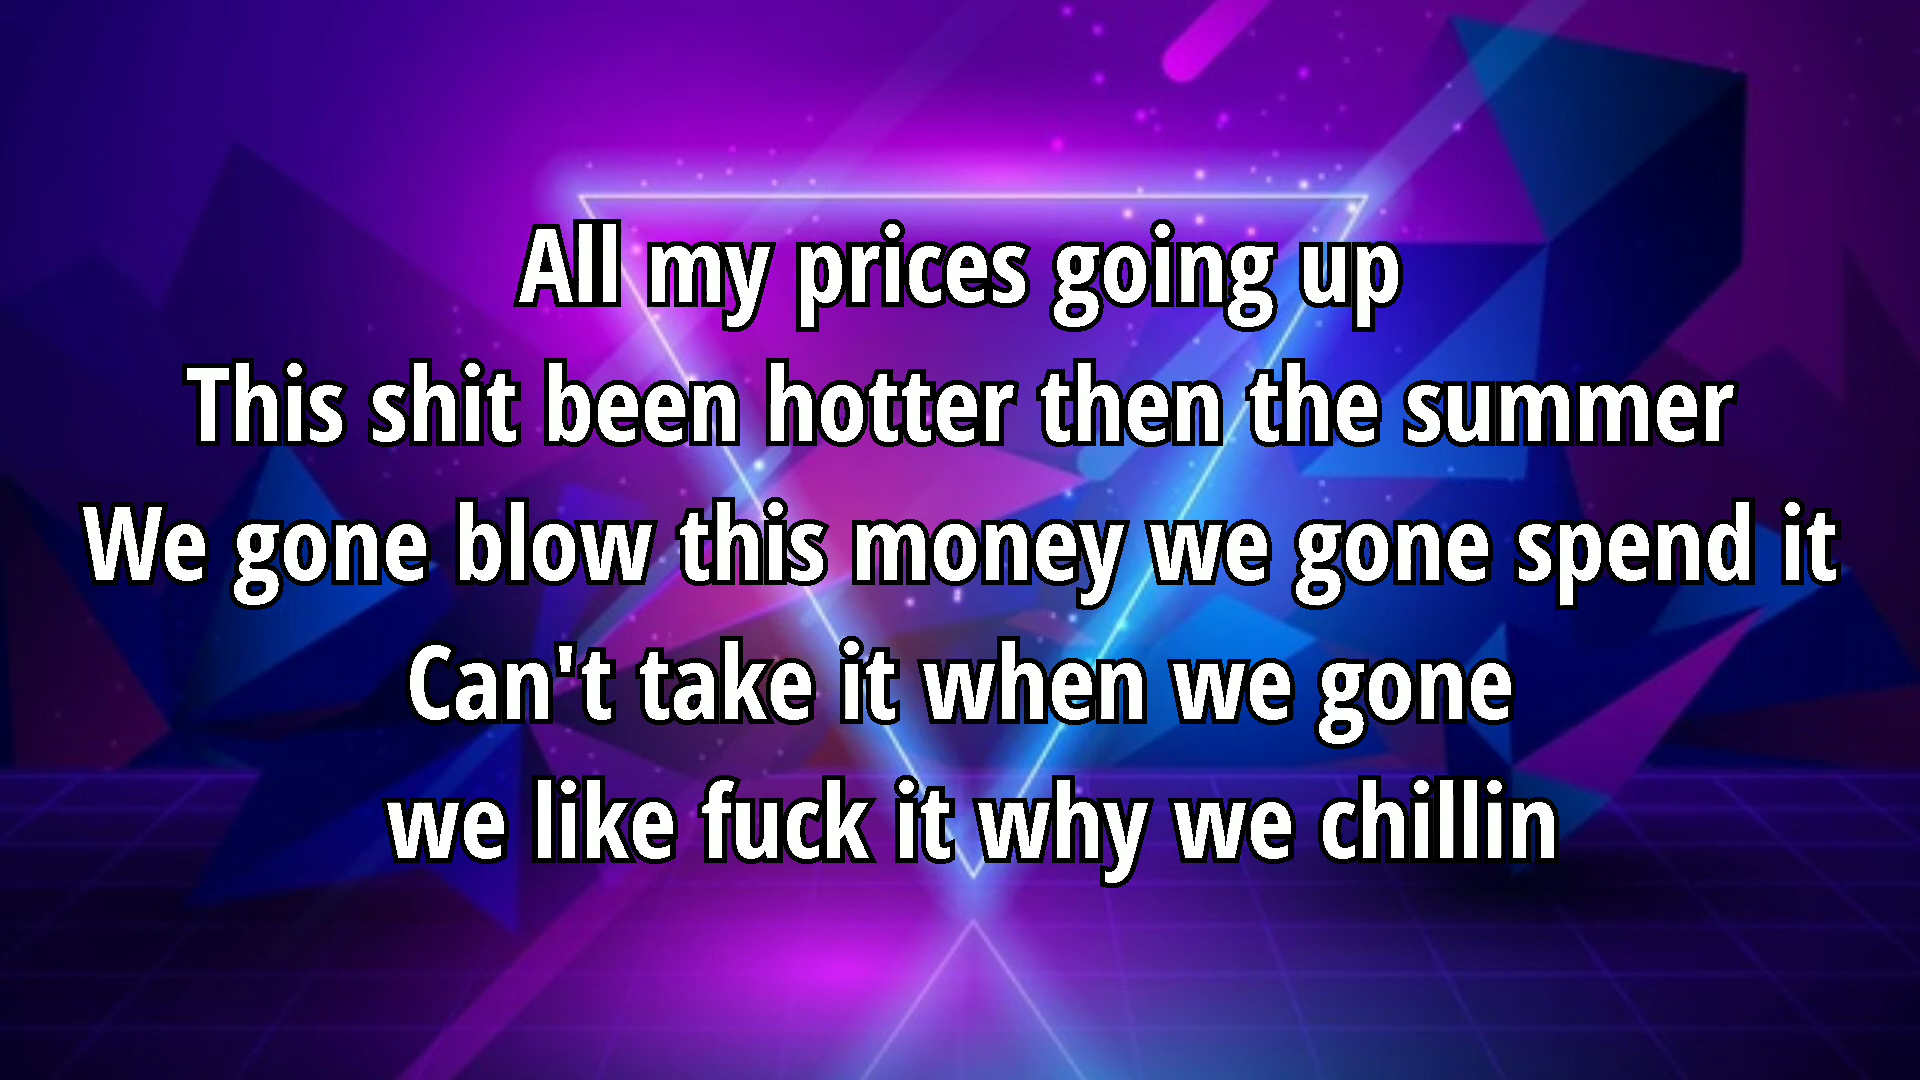 All my prices going up
This shit been hotter then the summer
We gone blow this money we gone spend it
Can't take it when we gone
we like fuck it why we chillin